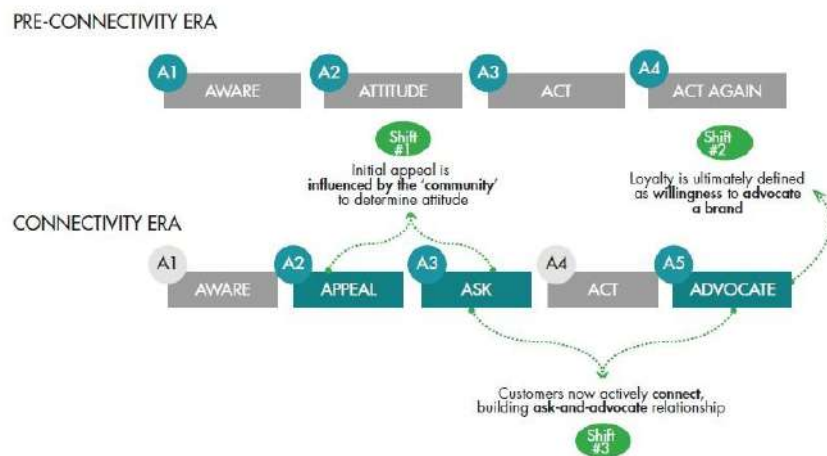 PRE-CONNECTIVITY ERA
A1 AWARE
A2 ATTITUDE
A3 ACT
A4 ACT AGAIN
Shift
#1
Initial appeal is
influenced by the 'community'
to determine attitude
Shift
#2
Loyalty is ultimately defined
as willingness to advocate
a brand
CONNECTIVITY ERA
A1 AWARE
A2 APPEAL
A3 ASK
A4 ACT
A5 ADVOCATE
Customers now actively connect,
building ask-and-advocate relationship
Shift
#3